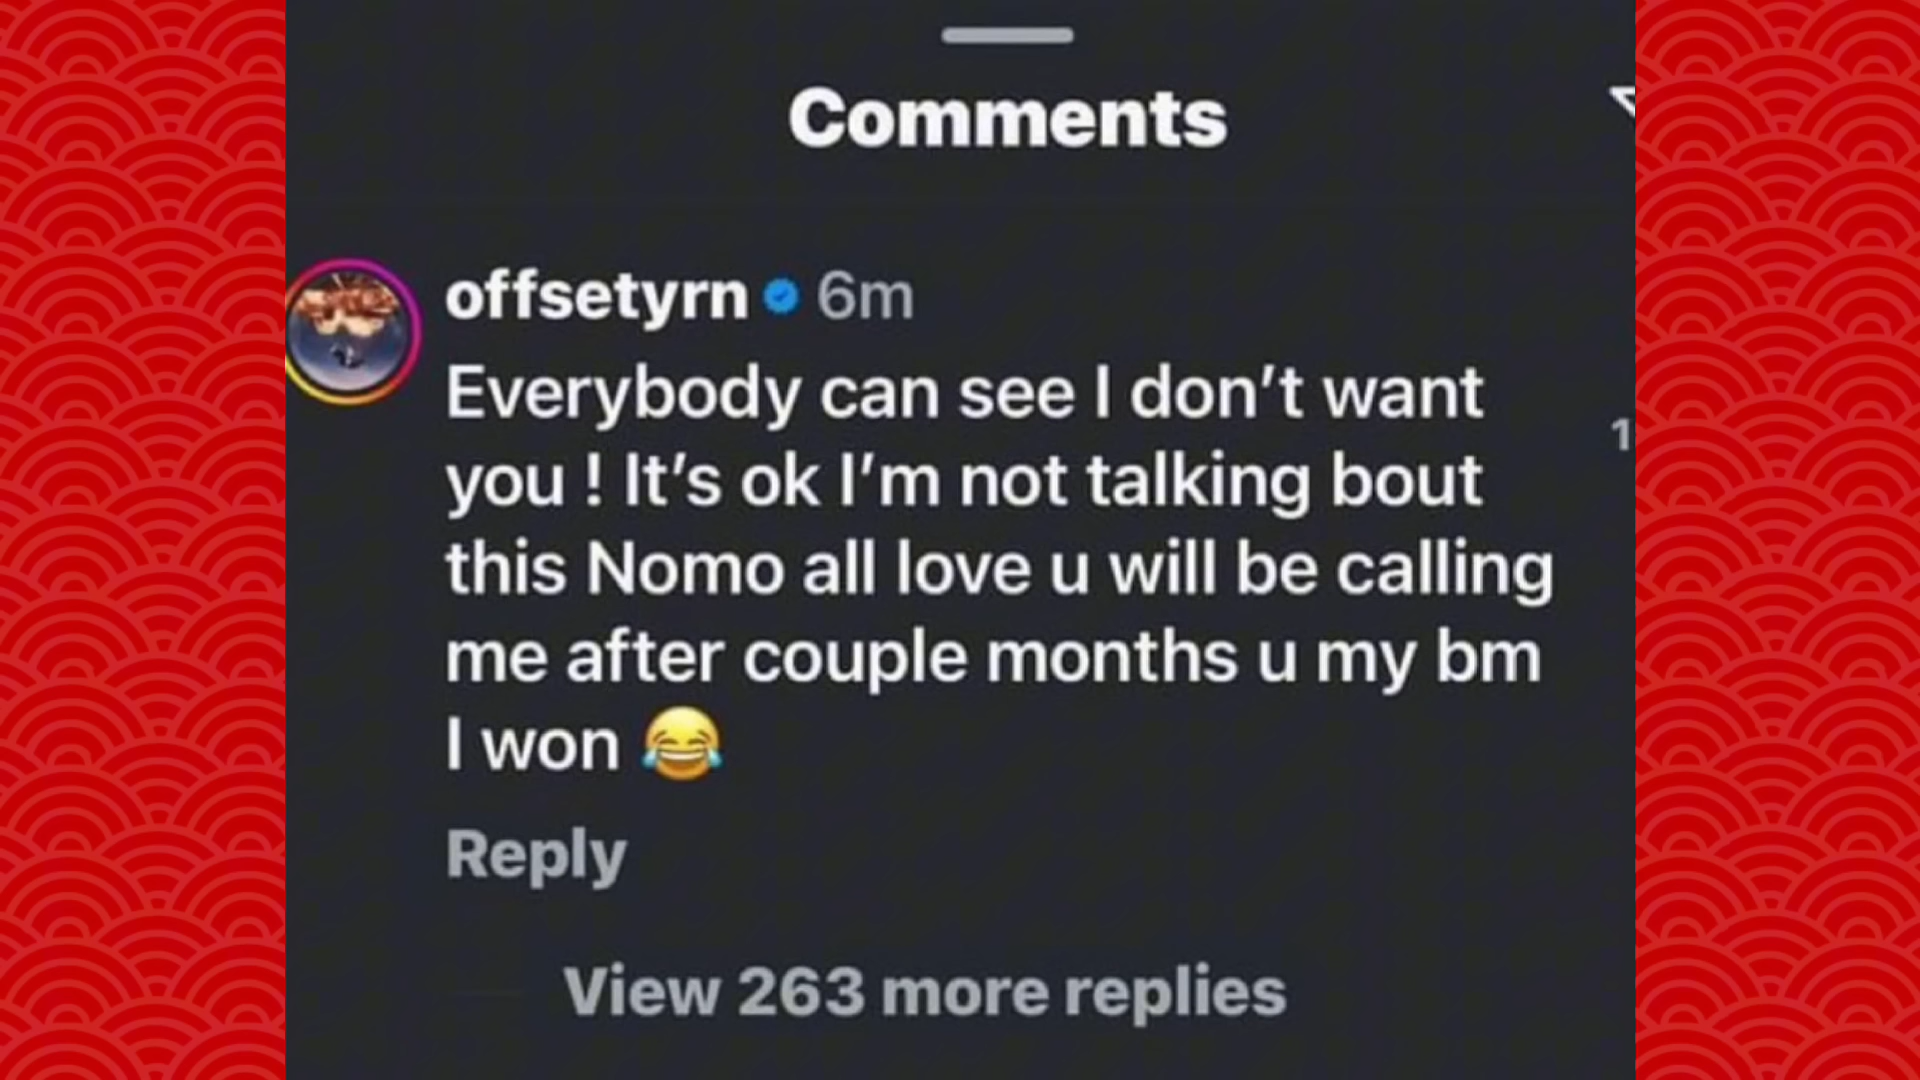 Comments
offsetyrn 6m
Everybody can see I don’t want
you ! It’s ok I’m not talking bout
this Nomo all love u will be calling
me after couple months u my bm
I won 😂
Reply
View 263 more replies